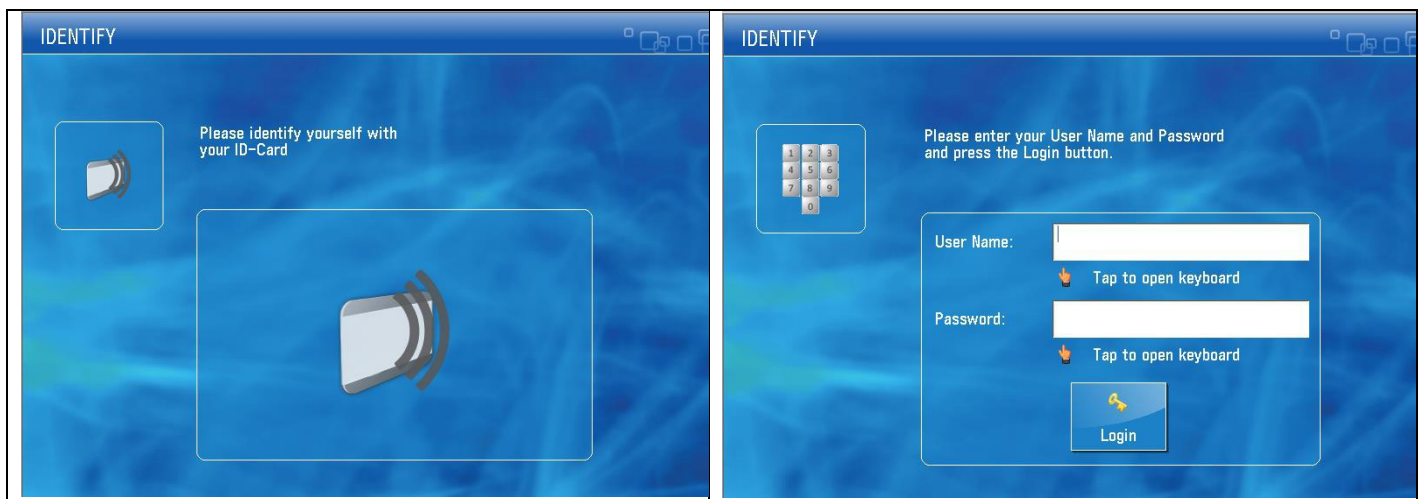 IDENTIFY
Please identify yourself with
your ID-Card
IDENTIFY
1 2 3
4 5 6
7 8 9
0
Please enter your User Name and Password
and press the Login button.
User Name:
Tap to open keyboard
Password:
Tap to open keyboard
Login